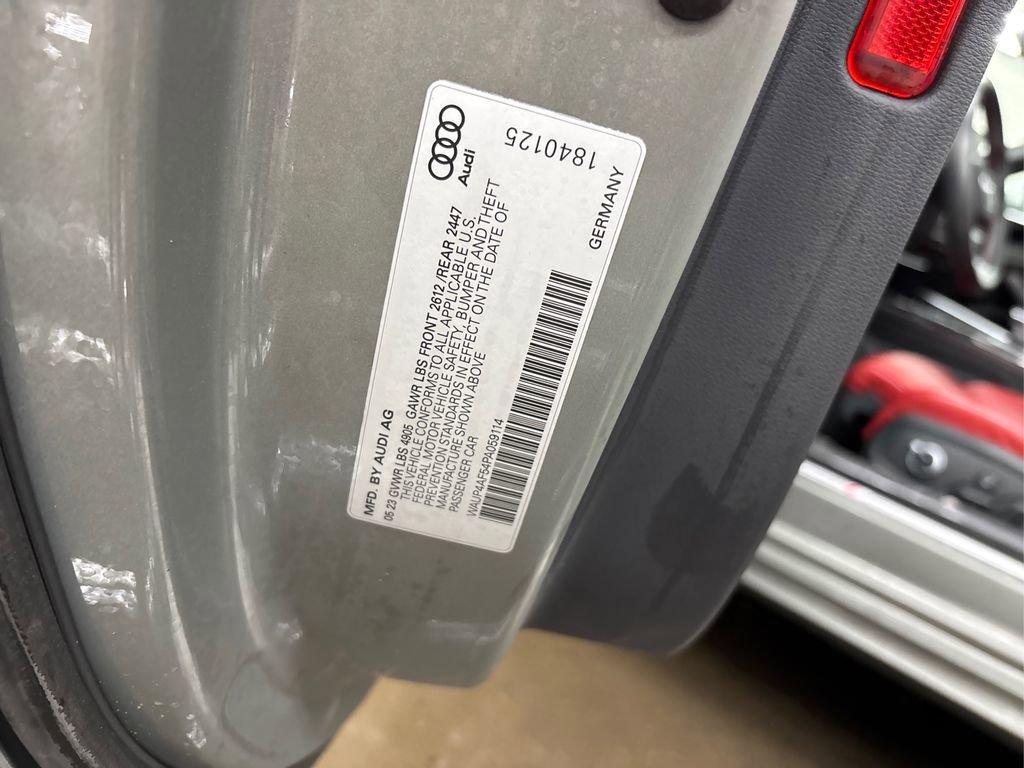 Audi
1840125
GERMANY
MFD. BY AUDI AG
05 23 GVWR LBS 4905 GAWR LBS FRONT 2612 /REAR 2447
THIS VEHICLE CONFORMS TO ALL APPLICABLE U.S.
FEDERAL MOTOR VEHICLE SAFETY, BUMPER AND THEFT
PREVENTION STANDARDS IN EFFECT ON THE DATE OF
MANUFACTURE SHOWN ABOVE
PASSENGER CAR
WAUP4AF54PA059114